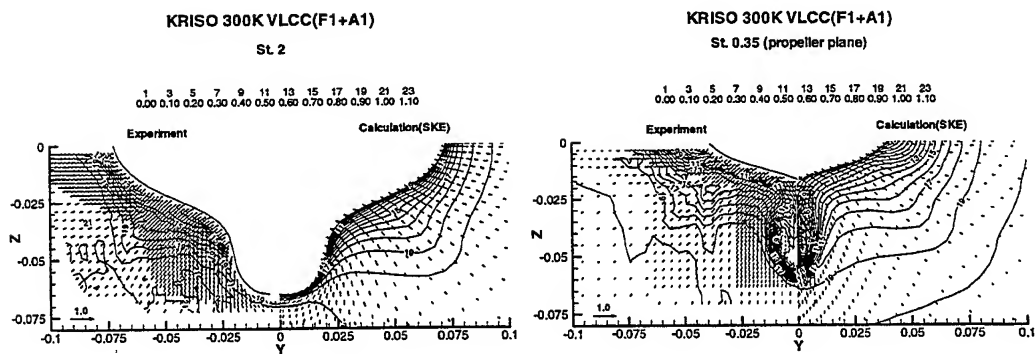 KRISO 300K VLCC(F1+A1)
St. 2
1 3 5 7 9 11 13 15 17 19 21 23
0.00 0.10 0.20 0.30 0.40 0.50 0.60 0.70 0.80 0.90 1.00 1.10
Experiment
Calculation(SKE)
0
-0.025
-0.05
-0.075
Z
1.0
-0.1 -0.075 -0.05 -0.025 0 0.025 0.05 0.075 0.1
Y
KRISO 300K VLCC(F1+A1)
St. 0.35 (propeller plane)
1 3 5 7 9 11 13 15 17 19 21 23
0.00 0.10 0.20 0.30 0.40 0.50 0.60 0.70 0.80 0.90 1.00 1.10
Experiment
Calculation(SKE)
0
-0.025
-0.05
-0.075
Z
1.0
-0.1 -0.075 -0.05 -0.025 0 0.025 0.05 0.075 0.1
Y